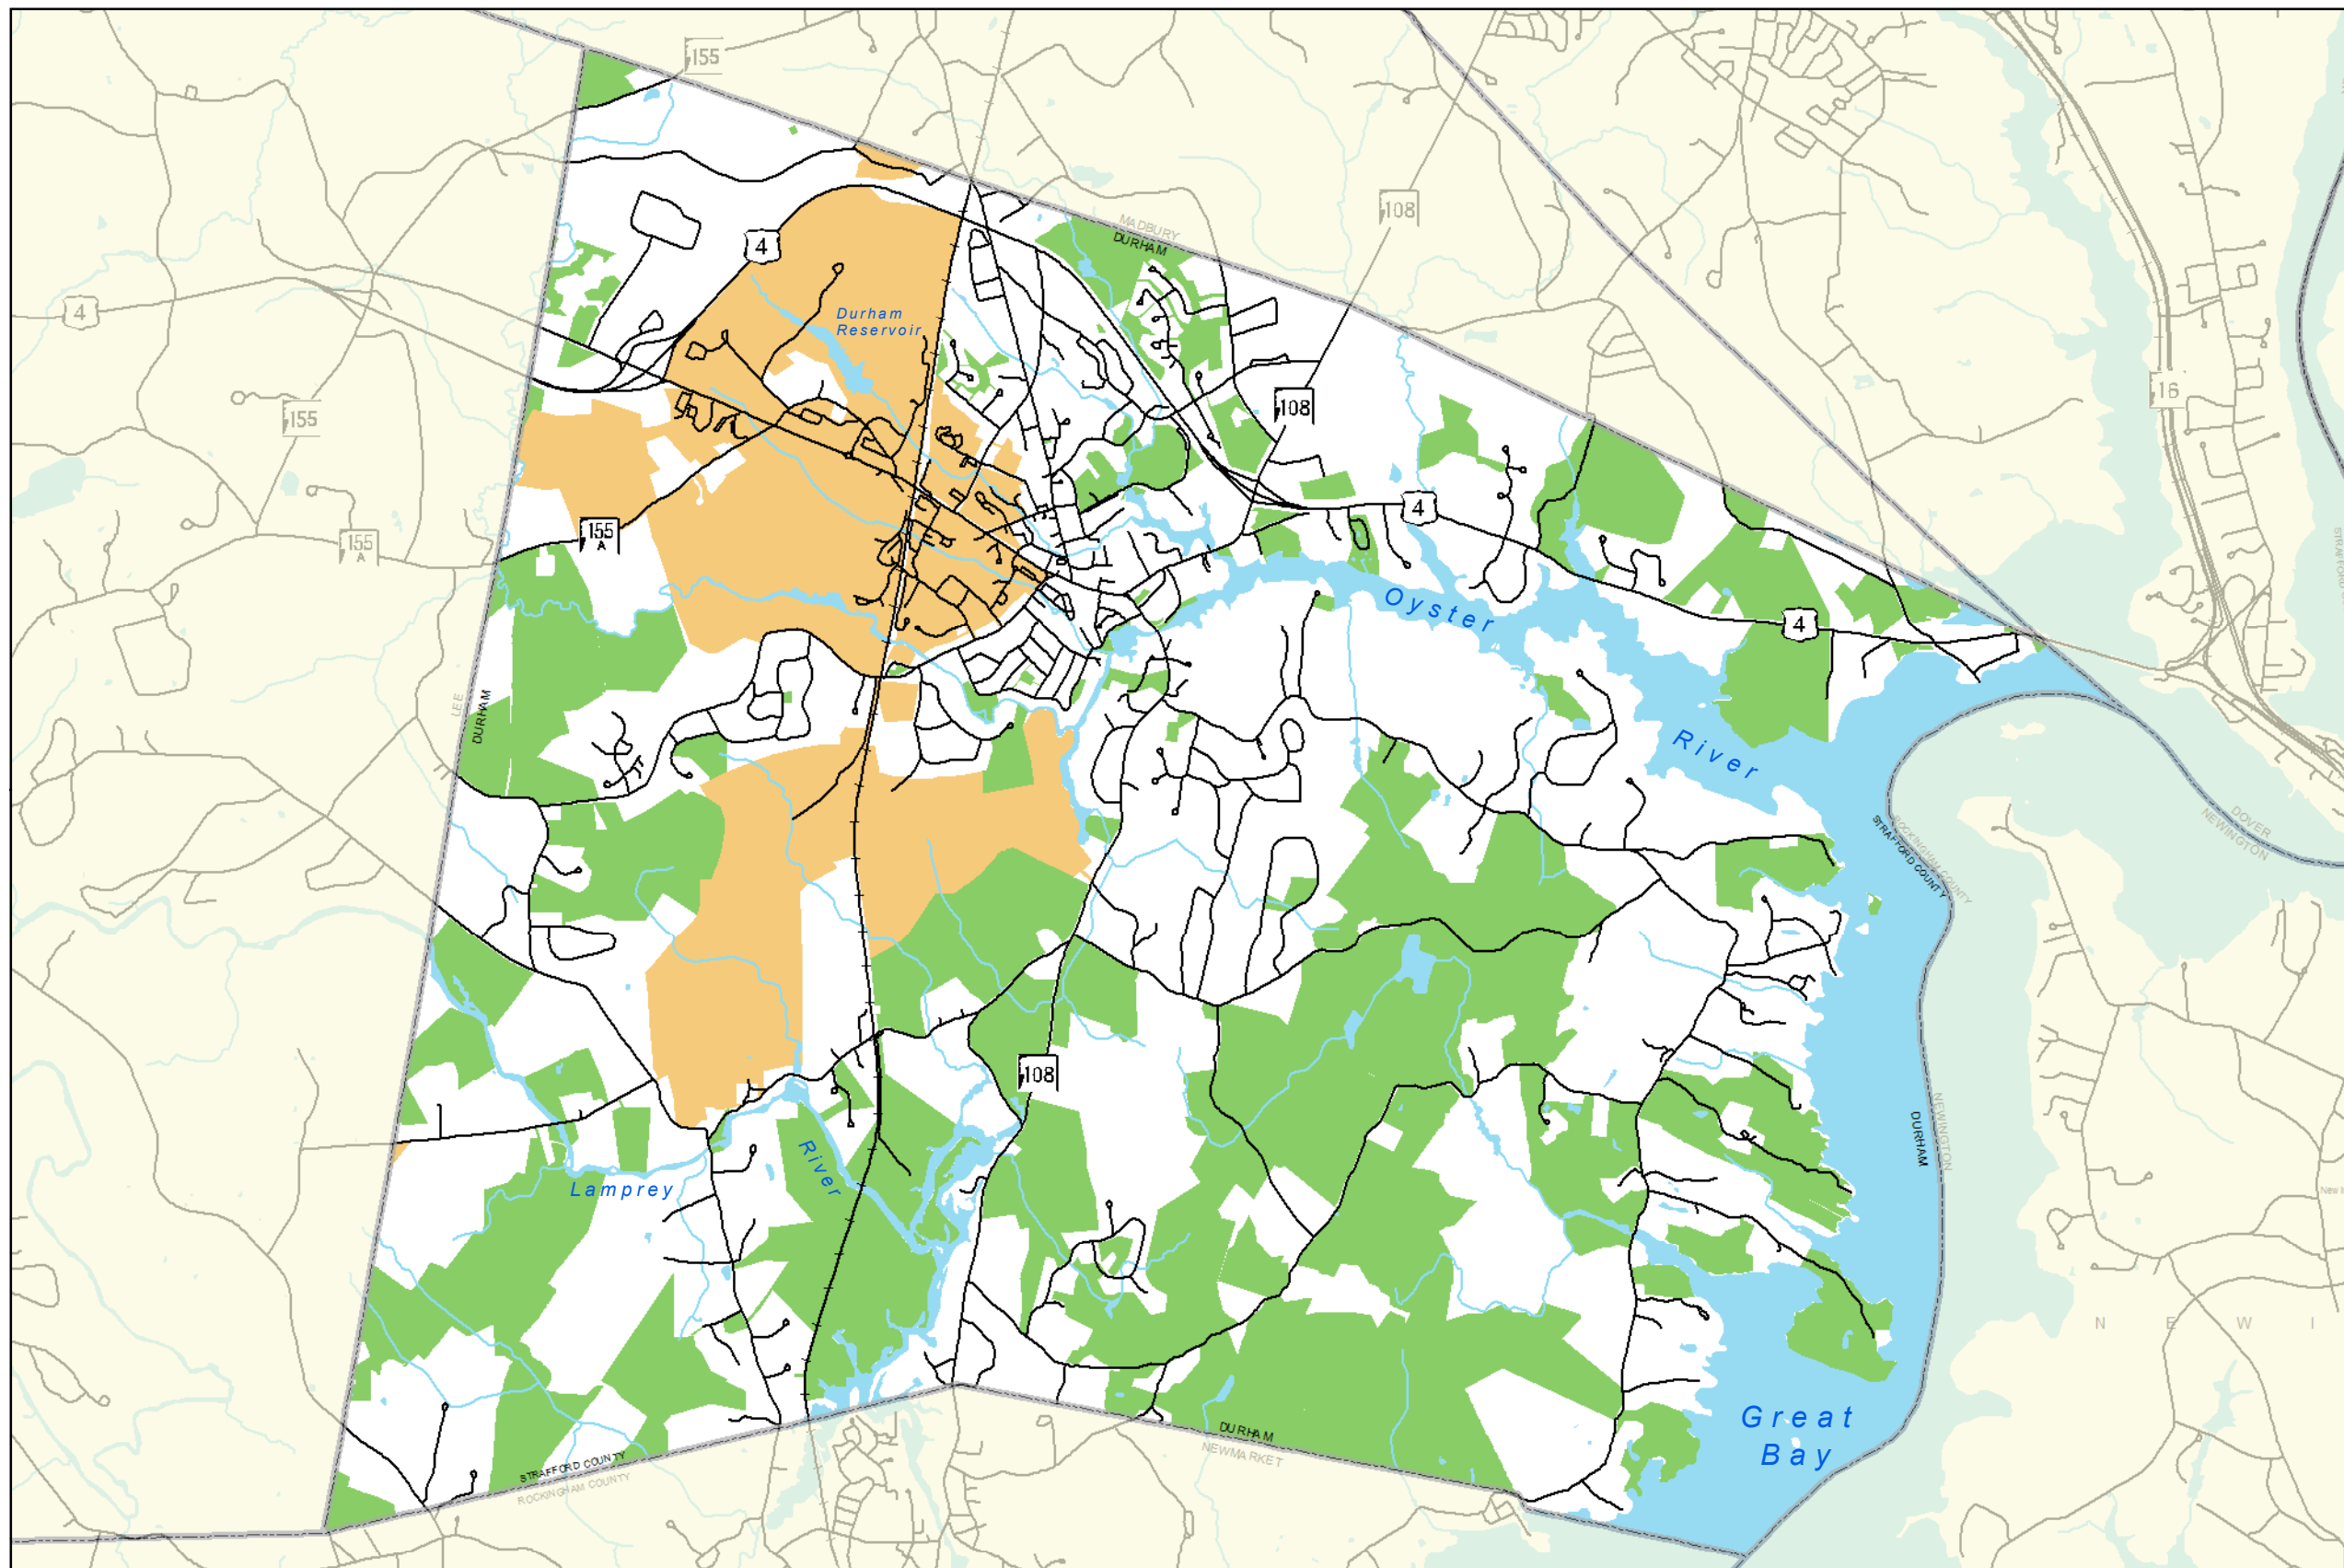 155
108
MADBURY
DURHAM
4
4
Durham
Reservoir
16
155
108
4
155
A
155
A
Oyster
4
LEE
DURHAM
River
DOVER
NEWINGTON
ROCKINGHAM COUNTY
STRAFFORD COUNTY
108
NEWINGTON
DURHAM
River
Lamprey
N E W I
Great
Bay
DURHAM
NEWMARKET
STRAFFORD COUNTY
ROCKINGHAM COUNTY